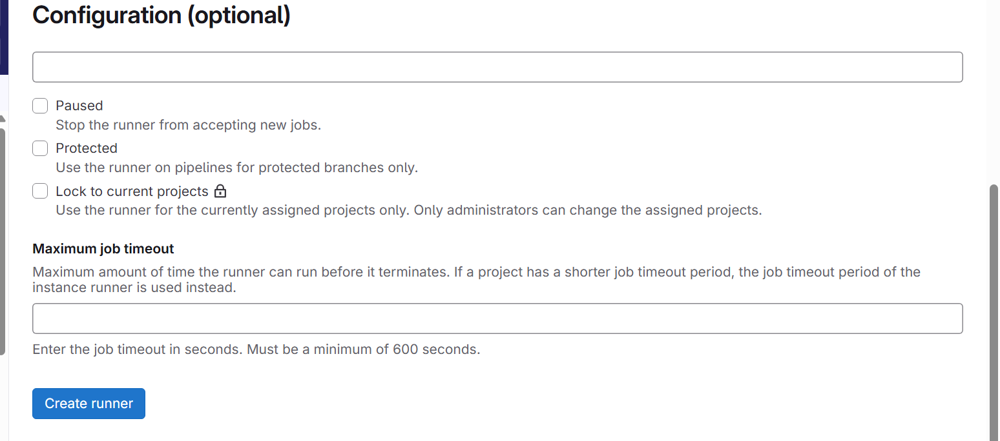 Configuration (optional)
Paused
Stop the runner from accepting new jobs.
Protected
Use the runner on pipelines for protected branches only.
Lock to current projects
Use the runner for the currently assigned projects only. Only administrators can change the assigned projects.
Maximum job timeout
Maximum amount of time the runner can run before it terminates. If a project has a shorter job timeout period, the job timeout period of the
instance runner is used instead.
Enter the job timeout in seconds. Must be a minimum of 600 seconds.
Create runner